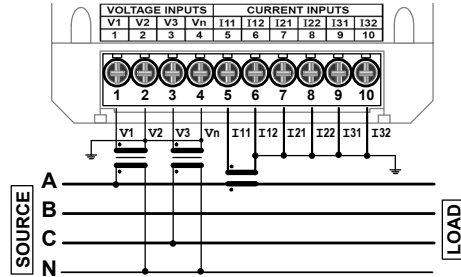 VOLTAGE INPUTS CURRENT INPUTS
V1 V2 V3 Vn I11 I12 I21 I22 I31 I32
1 2 3 4 5 6 7 8 9 10
1 2 3 4 5 6 7 8 9 10
V1 V2 V3 Vn I11 I12 I21 I22 I31 I32
SOURCE
A
B
C
N
LOAD